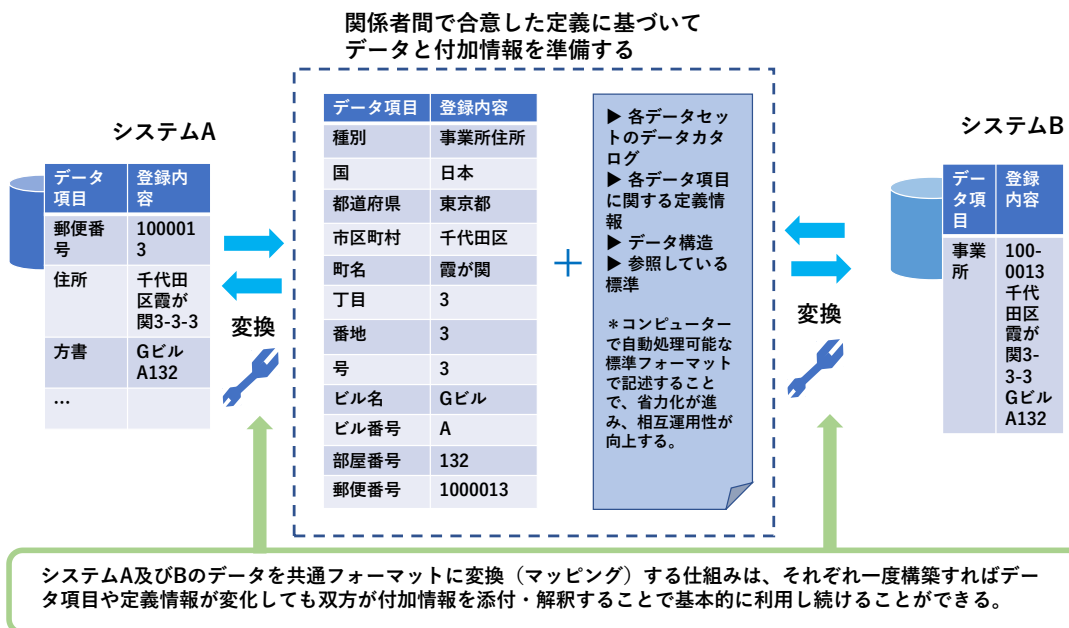 関係者間で合意した定義に基づいて
データと付加情報を準備する
システムA
データ
項目
登録内
容
郵便番
号
100001
3
住所
千代田
区霞が
関3-3-3
方書
Gビル
A132
…
変換
データ項目 登録内容
種別 事業所住所
国 日本
都道府県 東京都
市区町村 千代田区
町名 霞が関
丁目 3
番地 3
号 3
ビル名 Gビル
ビル番号 A
部屋番号 132
郵便番号 1000013
+
▶ 各データセッ
トのデータカタ
ログ
▶ 各データ項目
に関する定義情
報
▶ データ構造
▶ 参照している
標準
＊コンピューター
で自動処理可能な
標準フォーマット
で記述すること
で、省力化が進
み、相互運用性が
向上する。
変換
システムB
デー
タ項
目
登録
内容
事業
所
100-
0013
千代
田区
霞が
関3-
3-3
Gビル
A132
システムA及びBのデータを共通フォーマットに変換（マッピング）する仕組みは、それぞれ一度構築すればデー
タ項目や定義情報が変化しても双方が付加情報を添付・解釈することで基本的に利用し続けることができる。